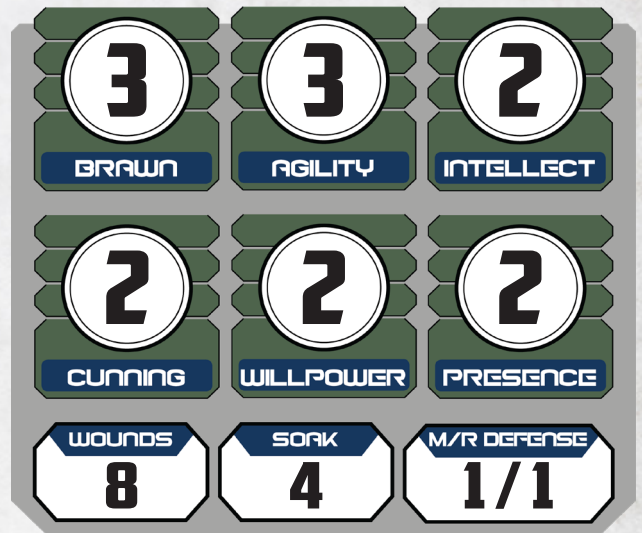 3 3 2
BRAWN AGILITY INTELLECT
2 2 2
CUNNING WILLPOWER PRESENCE
WOUNDS SOAK M/R DEFENSE
8 4 1/1